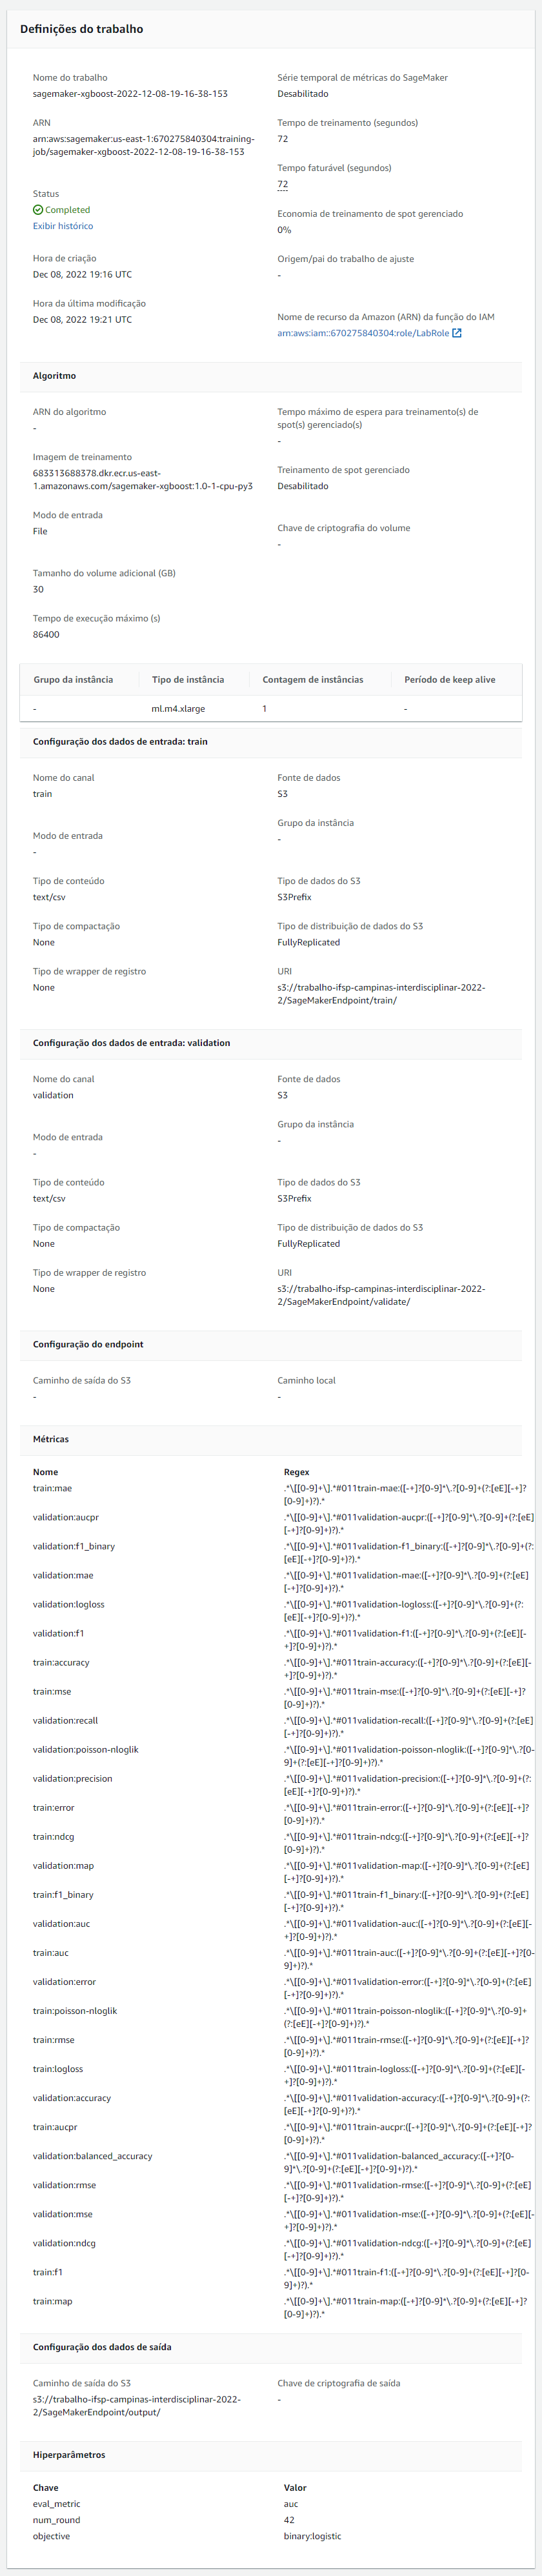 Definições do trabalho
Nome do trabalho
sagemaker-xgboost-2022-12-08-19-16-38-153
ARN
arn:aws:sagemaker:us-east-1:670275840304:training-
job/sagemaker-xgboost-2022-12-08-19-16-38-153
Status
Completed
Exibir histórico
Hora de criação
Dec 08, 2022 19:16 UTC
Hora da última modificação
Dec 08, 2022 19:21 UTC
Série temporal de métricas do SageMaker
Desabilitado
Tempo de treinamento (segundos)
72
Tempo faturável (segundos)
72
Economia de treinamento de spot gerenciado
0%
Origem/pai do trabalho de ajuste
-
Nome de recurso da Amazon (ARN) da função do IAM
arn:aws:iam::670275840304:role/LabRole
Algoritmo
ARN do algoritmo
-
Imagem de treinamento
683313688378.dkr.ecr.us-east-
1.amazonaws.com/sagemaker-xgboost:1.0-1-cpu-py3
Modo de entrada
File
Tamanho do volume adicional (GB)
30
Tempo de execução máximo (s)
86400
Tempo máximo de espera para treinamento(s) de
spot(s) gerenciado(s)
-
Treinamento de spot gerenciado
Desabilitado
Chave de criptografia do volume
-
Grupo da instância Tipo de instância Contagem de instâncias Período de keep alive
- ml.m4.xlarge 1 -
Configuração dos dados de entrada: train
Nome do canal
train
Modo de entrada
-
Tipo de conteúdo
text/csv
Tipo de compactação
None
Tipo de wrapper de registro
None
Fonte de dados
S3
Grupo da instância
-
Tipo de dados do S3
S3Prefix
Tipo de distribuição de dados do S3
FullyReplicated
URI
s3://trabalho-ifsp-campinas-interdisciplinar-2022-
2/SageMakerEndpoint/train/
Configuração dos dados de entrada: validation
Nome do canal
validation
Modo de entrada
-
Tipo de conteúdo
text/csv
Tipo de compactação
None
Tipo de wrapper de registro
None
Fonte de dados
S3
Grupo da instância
-
Tipo de dados do S3
S3Prefix
Tipo de distribuição de dados do S3
FullyReplicated
URI
s3://trabalho-ifsp-campinas-interdisciplinar-2022-
2/SageMakerEndpoint/validate/
Configuração do endpoint
Caminho de saída do S3
-
Caminho local
-
Métricas
Nome Regex
train:mae .*\[[0-9]+\].*#011train-mae:([-+]?[0-9]*\.?[0-9]+(?:[eE][-+]?
[0-9]+)?).*
validation:aucpr .*\[[0-9]+\].*#011validation-aucpr:([-+]?[0-9]*\.?[0-9]+(?:[eE]
[-+]?[0-9]+)?).*
validation:f1_binary .*\[[0-9]+\].*#011validation-f1_binary:([-+]?[0-9]*\.?[0-9]+(?:
[eE][-+]?[0-9]+)?).*
validation:mae .*\[[0-9]+\].*#011validation-mae:([-+]?[0-9]*\.?[0-9]+(?:[eE]
[-+]?[0-9]+)?).*
validation:logloss .*\[[0-9]+\].*#011validation-logloss:([-+]?[0-9]*\.?[0-9]+(?:
[eE][-+]?[0-9]+)?).*
validation:f1 .*\[[0-9]+\].*#011validation-f1:([-+]?[0-9]*\.?[0-9]+(?:[eE][-
+]?[0-9]+)?).*
train:accuracy .*\[[0-9]+\].*#011train-accuracy:([-+]?[0-9]*\.?[0-9]+(?:[eE][-
+]?[0-9]+)?).*
train:mse .*\[[0-9]+\].*#011train-mse:([-+]?[0-9]*\.?[0-9]+(?:[eE][-+]?
[0-9]+)?).*
validation:recall .*\[[0-9]+\].*#011validation-recall:([-+]?[0-9]*\.?[0-9]+(?:[eE]
[-+]?[0-9]+)?).*
validation:poisson-nloglik .*\[[0-9]+\].*#011validation-poisson-nloglik:([-+]?[0-9]*\.?[0-
9]+(?:[eE][-+]?[0-9]+)?).*
validation:precision .*\[[0-9]+\].*#011validation-precision:([-+]?[0-9]*\.?[0-9]+(?:
[eE][-+]?[0-9]+)?).*
train:error .*\[[0-9]+\].*#011train-error:([-+]?[0-9]*\.?[0-9]+(?:[eE][-+]?
[0-9]+)?).*
train:ndcg .*\[[0-9]+\].*#011train-ndcg:([-+]?[0-9]*\.?[0-9]+(?:[eE][-+]?
[0-9]+)?).*
validation:map .*\[[0-9]+\].*#011validation-map:([-+]?[0-9]*\.?[0-9]+(?:[eE]
[-+]?[0-9]+)?).*
train:f1_binary .*\[[0-9]+\].*#011train-f1_binary:([-+]?[0-9]*\.?[0-9]+(?:[eE]
[-+]?[0-9]+)?).*
validation:auc .*\[[0-9]+\].*#011validation-auc:([-+]?[0-9]*\.?[0-9]+(?:[eE][-
+]?[0-9]+)?).*
train:auc .*\[[0-9]+\].*#011train-auc:([-+]?[0-9]*\.?[0-9]+(?:[eE][-+]?[0-
9]+)?).*
validation:error .*\[[0-9]+\].*#011validation-error:([-+]?[0-9]*\.?[0-9]+(?:[eE]
[-+]?[0-9]+)?).*
train:poisson-nloglik .*\[[0-9]+\].*#011train-poisson-nloglik:([-+]?[0-9]*\.?[0-9]+
(?:[eE][-+]?[0-9]+)?).*
train:rmse .*\[[0-9]+\].*#011train-rmse:([-+]?[0-9]*\.?[0-9]+(?:[eE][-+]?
[0-9]+)?).*
train:logloss .*\[[0-9]+\].*#011train-logloss:([-+]?[0-9]*\.?[0-9]+(?:[eE][-
+]?[0-9]+)?).*
validation:accuracy .*\[[0-9]+\].*#011validation-accuracy:([-+]?[0-9]*\.?[0-9]+(?:
[eE][-+]?[0-9]+)?).*
train:aucpr .*\[[0-9]+\].*#011train-aucpr:([-+]?[0-9]*\.?[0-9]+(?:[eE][-+]?
[0-9]+)?).*
validation:balanced_accuracy .*\[[0-9]+\].*#011validation-balanced_accuracy:([-+]?[0-
9]*\.?[0-9]+(?:[eE][-+]?[0-9]+)?).*
validation:rmse .*\[[0-9]+\].*#011validation-rmse:([-+]?[0-9]*\.?[0-9]+(?:[eE]
[-+]?[0-9]+)?).*
validation:mse .*\[[0-9]+\].*#011validation-mse:([-+]?[0-9]*\.?[0-9]+(?:[eE][-
+]?[0-9]+)?).*
validation:ndcg .*\[[0-9]+\].*#011validation-ndcg:([-+]?[0-9]*\.?[0-9]+(?:[eE]
[-+]?[0-9]+)?).*
train:f1 .*\[[0-9]+\].*#011train-f1:([-+]?[0-9]*\.?[0-9]+(?:[eE][-+]?[0-
9]+)?).*
train:map .*\[[0-9]+\].*#011train-map:([-+]?[0-9]*\.?[0-9]+(?:[eE][-+]?
[0-9]+)?).*
Configuração dos dados de saída
Caminho de saída do S3
s3://trabalho-ifsp-campinas-interdisciplinar-2022-
2/SageMakerEndpoint/output/
Chave de criptografia de saída
-
Hiperparâmetros
Chave Valor
eval_metric auc
num_round 42
objective binary:logistic